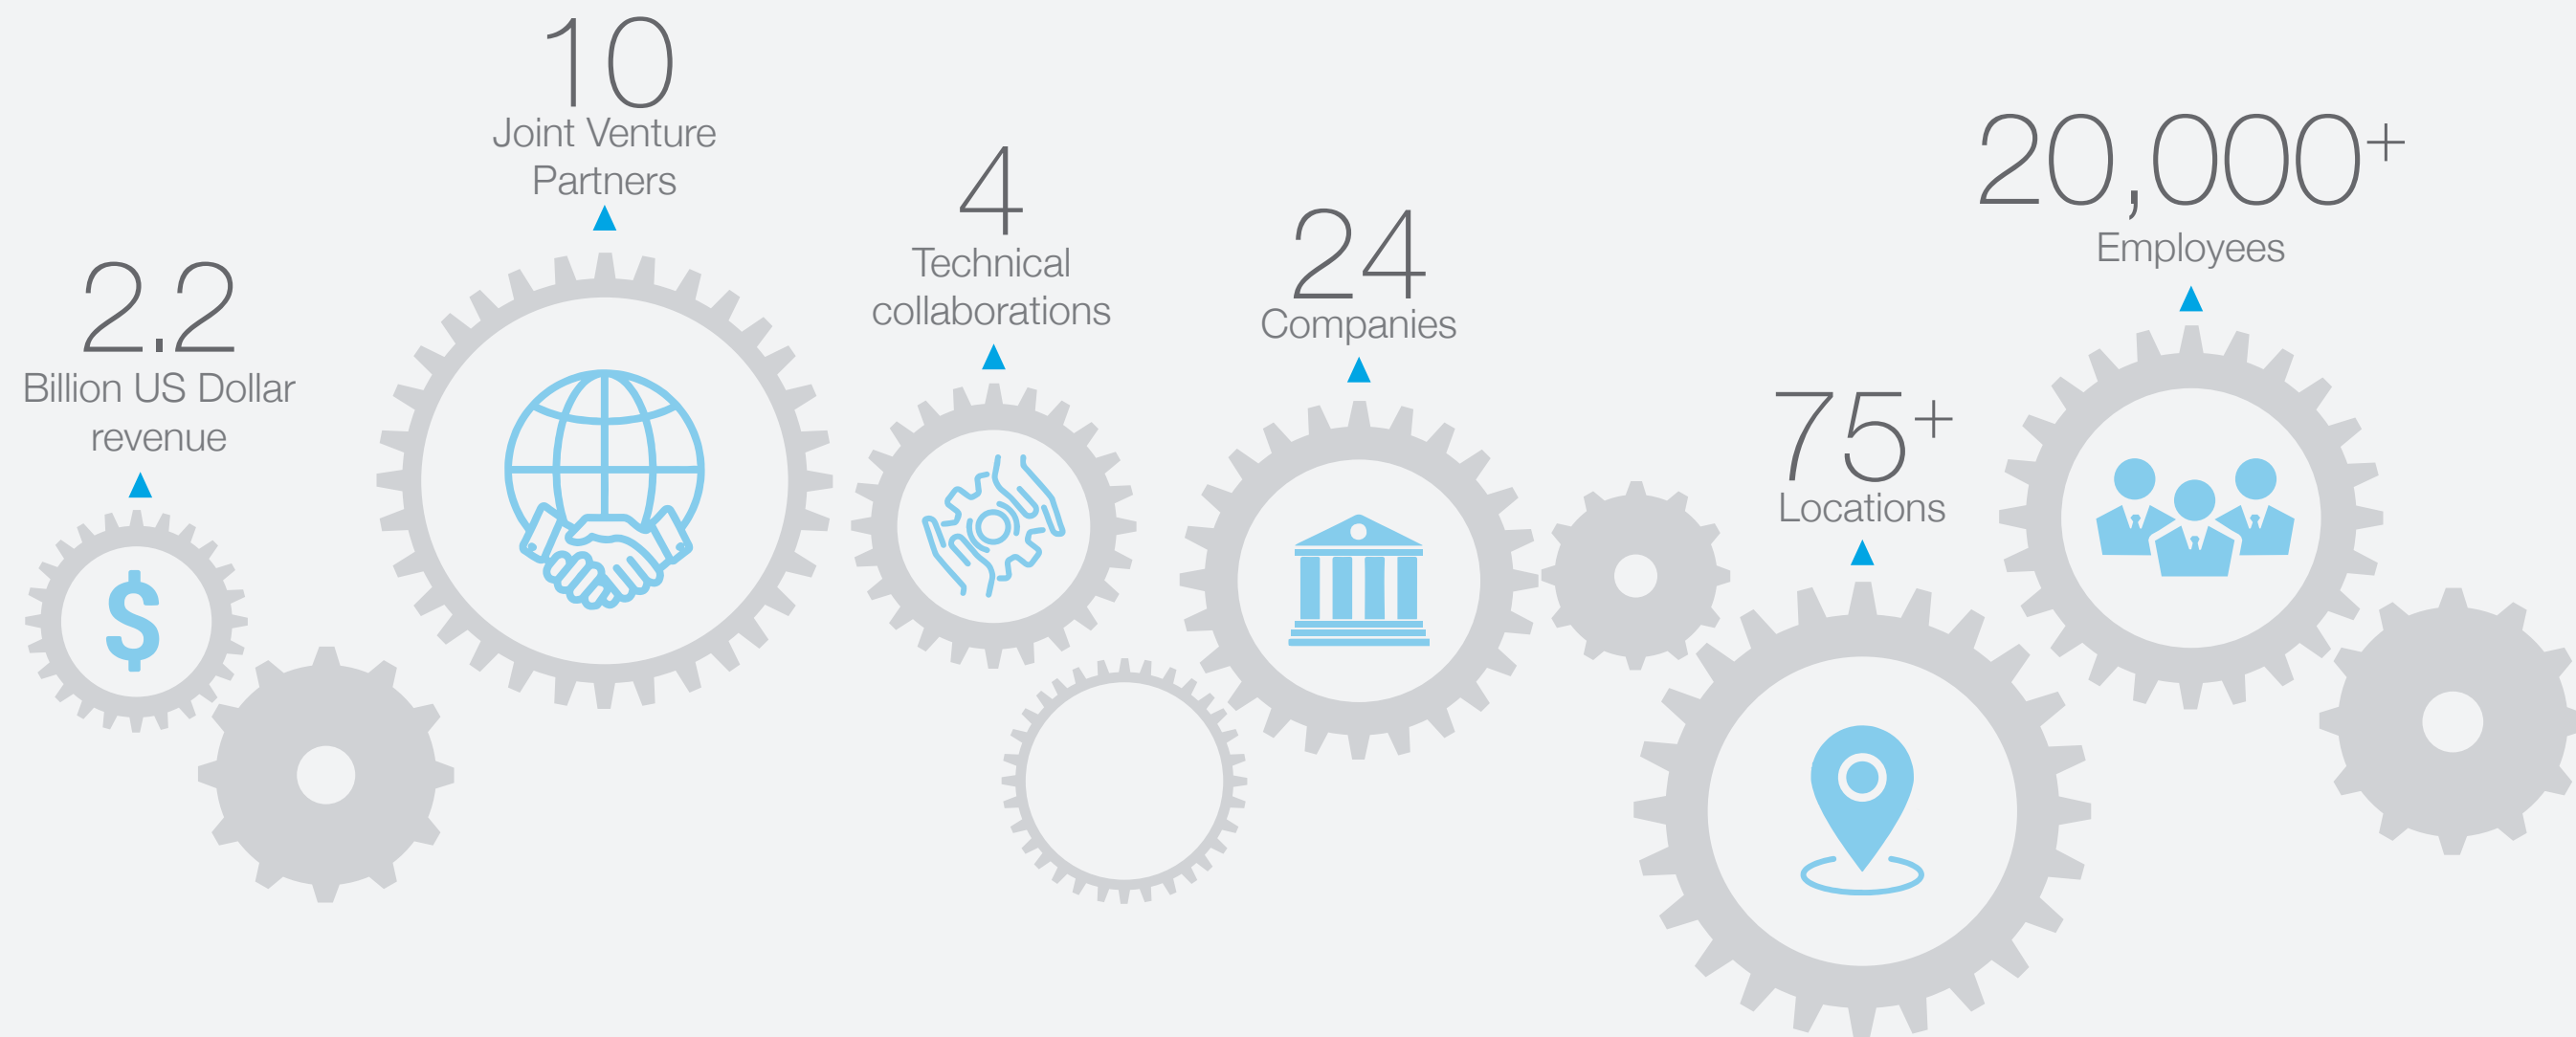 2.2
Billion US Dollar
revenue
10
Joint Venture
Partners
4
Technical
collaborations
24
Companies
75+
Locations
20,000+
Employees
$